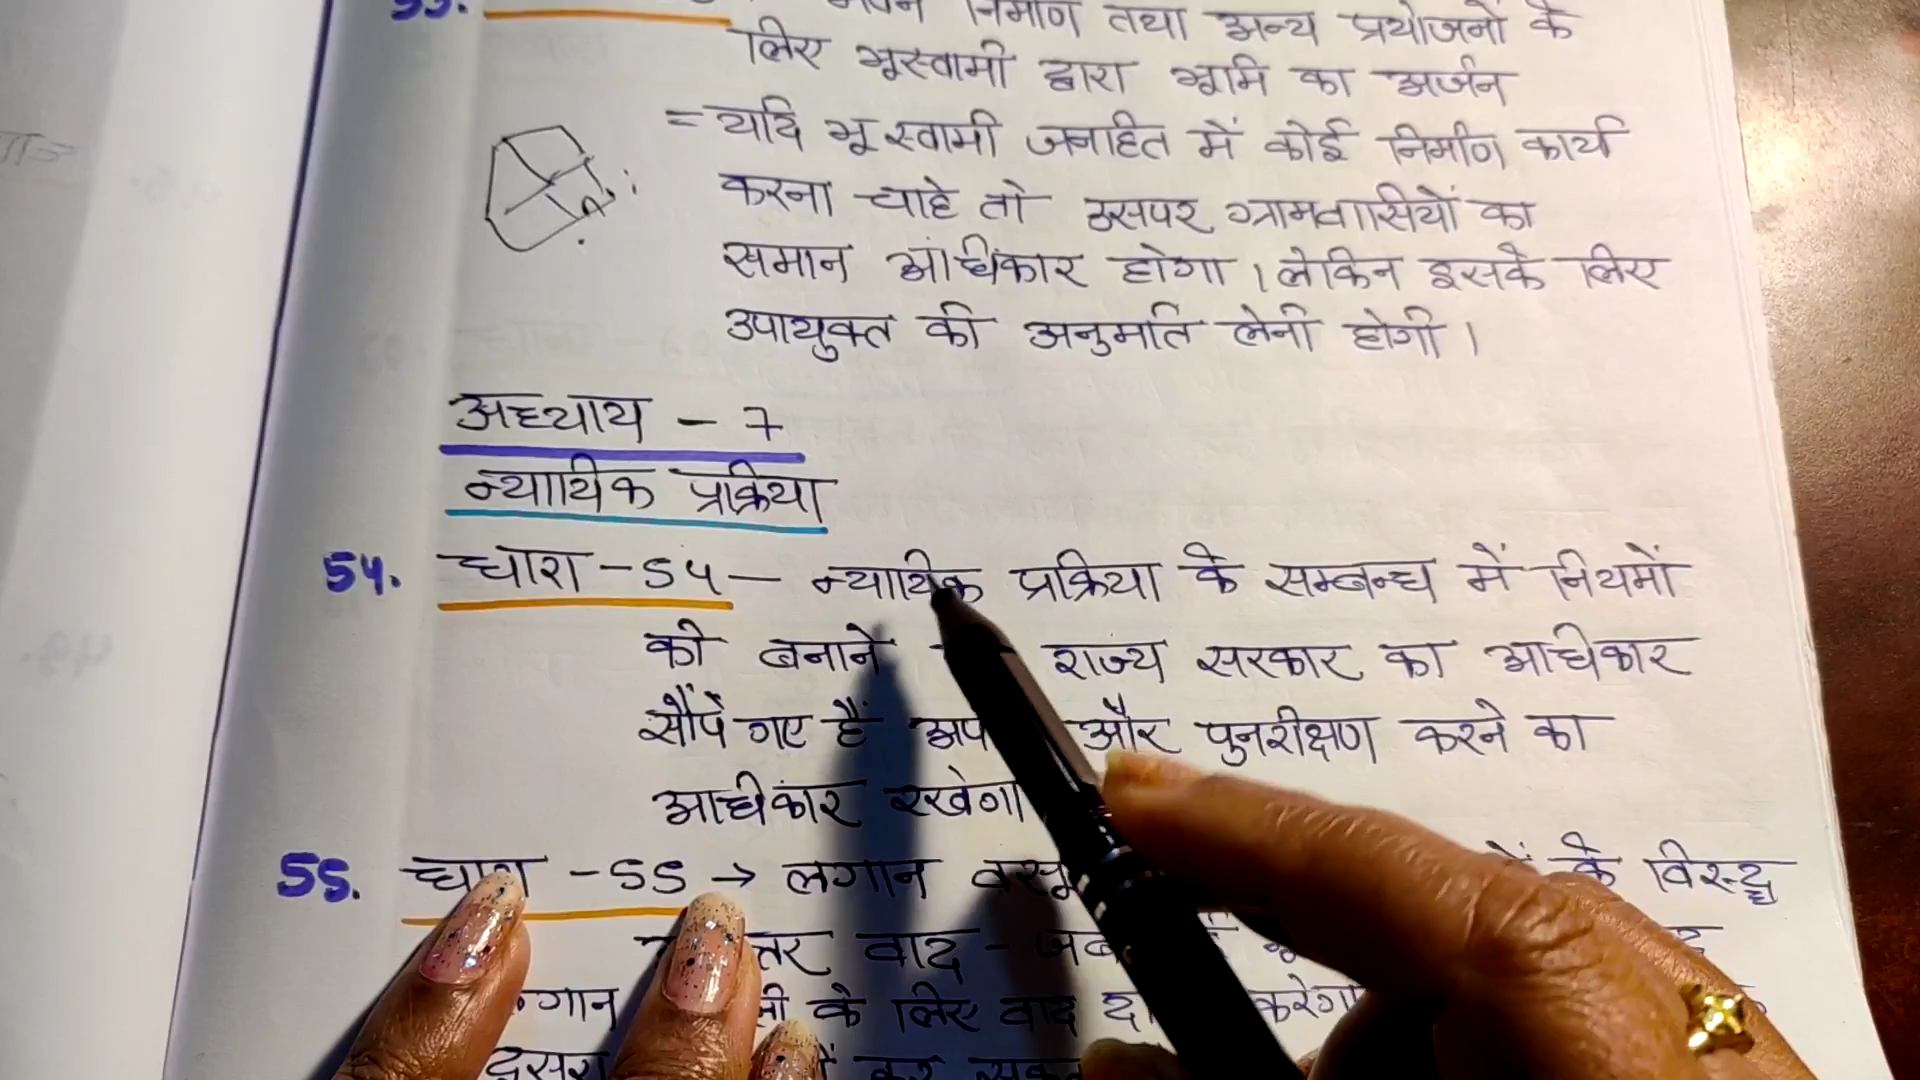 53. निर्माण तथा अन्य प्रयोजनों के
लिए भूस्वामी द्वारा भूमि का अर्जन
= यदि भू स्वामी जनहित में कोई निर्माण कार्य
करना चाहे तो उसपर ग्रामवासियों का
समान अधिकार होगा । लेकिन इसके लिए
उपायुक्त की अनुमति लेनी होगी ।
अध्याय - 7
न्यायिक प्रक्रिया
54. धारा - 54 - न्यायिक प्रक्रिया के सम्बन्ध में नियमों
को बनाने राज्य सरकार का अधिकार
सौंपे गए हैं और पुनरीक्षण करने का
अधिकार रखेगा
55. धारा - 55 → लगान के विरुद्ध
वाद -
के लिए वाद करेगा